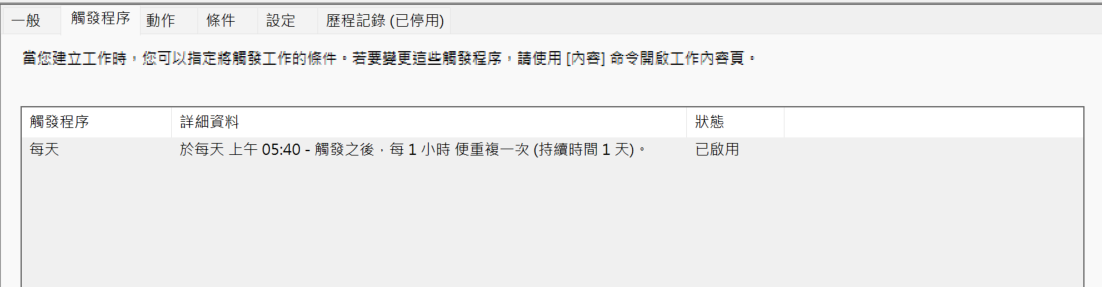 一般 觸發程序 動作 條件 設定 歷程記錄 (已停用)
當您建立工作時，您可以指定將觸發工作的條件。若要變更這些觸發程序，請使用 [內容] 命令開啟工作內容頁。
觸發程序 詳細資料 狀態
每天 於每天 上午 05:40 - 觸發之後，每 1 小時 便重複一次 (持續時間 1 天)。 已啟用